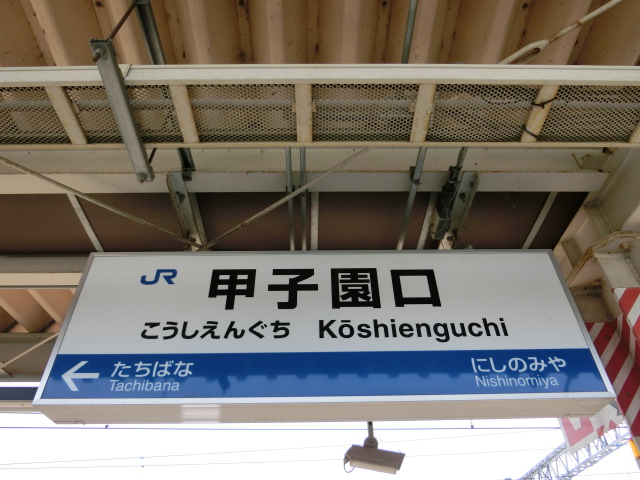 JR 甲子園口
こうしえんぐち Kōshienguchi
← たちばな にしのみや
Tachibana Nishinomiya